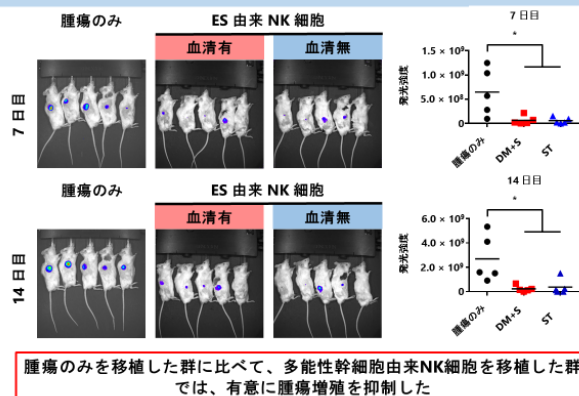 腫瘍のみ
ES 由来 NK 細胞
血清有
血清無
7 日目
7 日目
*
発光強度
1.5 × 10⁹
1.0 × 10⁹
5.0 × 10⁸
0
腫瘍のみ
DM+S
ST
腫瘍のみ
ES 由来 NK 細胞
血清有
血清無
14 日目
14 日目
*
発光強度
6.0 × 10⁹
4.0 × 10⁹
2.0 × 10⁹
0
腫瘍のみ
DM+S
ST
腫瘍のみを移植した群に比べて、多能性幹細胞由来NK細胞を移植した群
では、有意に腫瘍増殖を抑制した